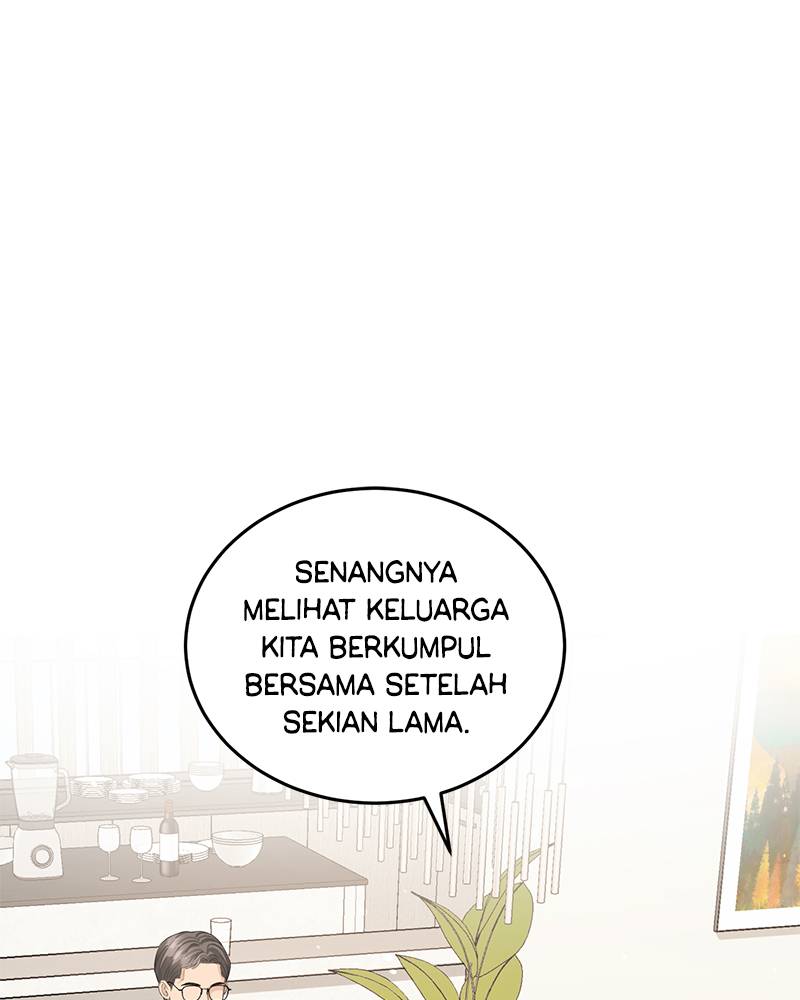 SENANGNYA
MELIHAT KELUARGA
KITA BERKUMPUL
BERSAMA SETELAH
SEKIAN LAMA.